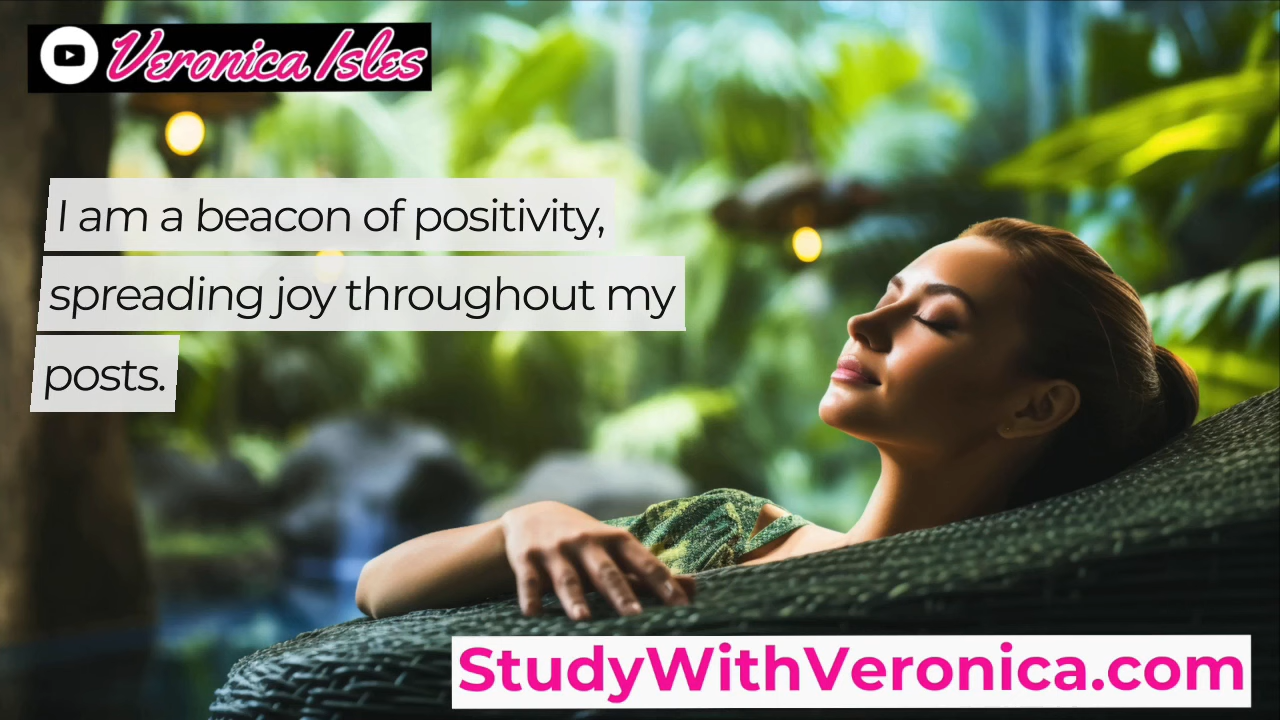 Veronica Isles
I am a beacon of positivity,
spreading joy throughout my
posts.
StudyWithVeronica.com